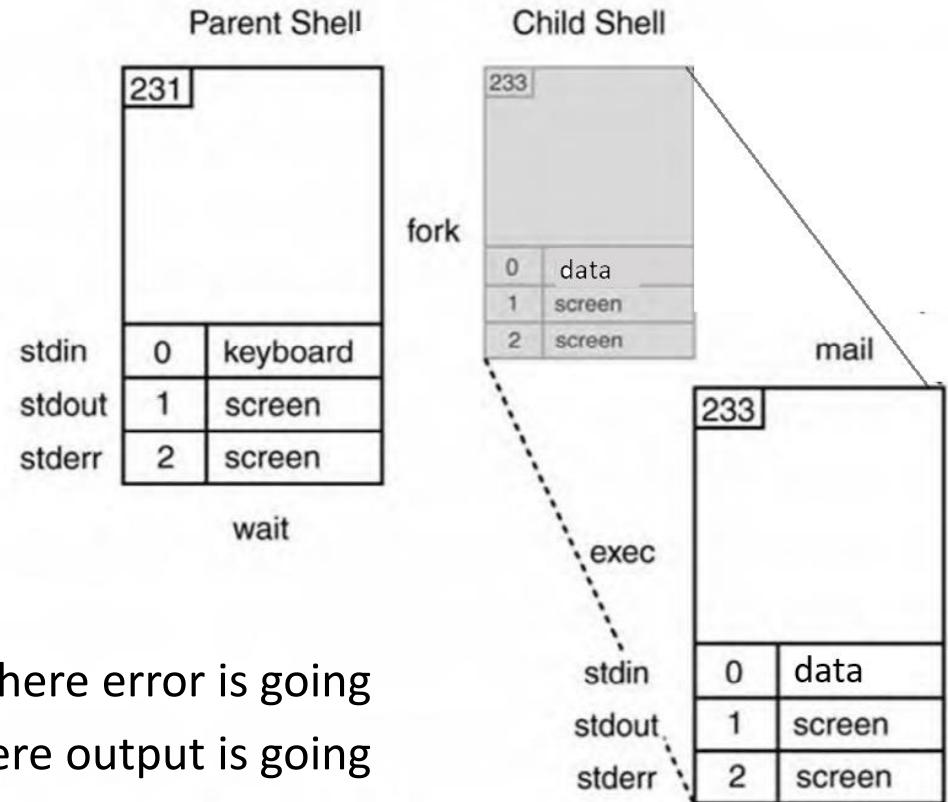 Parent Shell
231
stdin 0 keyboard
stdout 1 screen
stderr 2 screen
wait
fork
Child Shell
233
0 data
1 screen
2 screen
exec
mail
233
stdin 0 data
stdout 1 screen
stderr 2 screen
here error is going
ere output is going